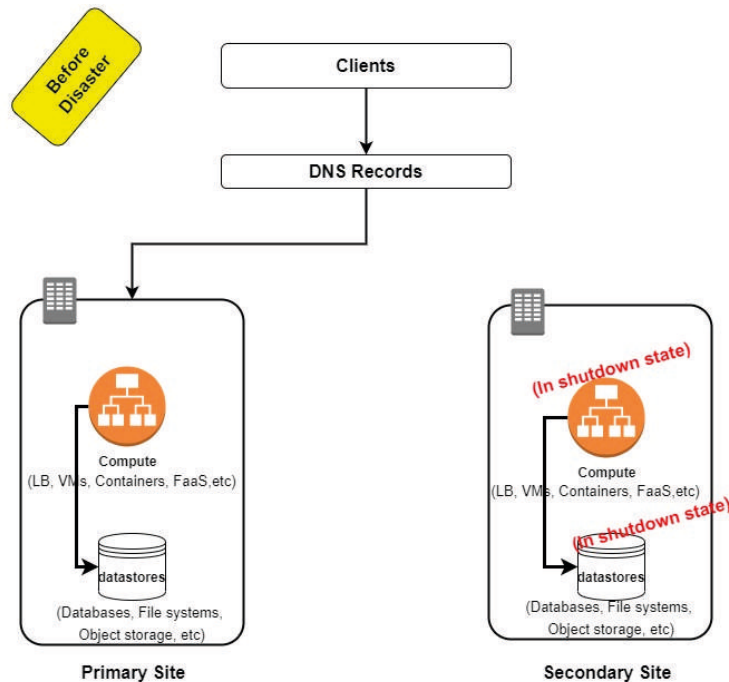 Before
Disaster
Clients
DNS Records
Compute
(LB, VMs, Containers, FaaS,etc)
datastores
(Databases, File systems,
Object storage, etc)
Primary Site
(In shutdown state)
Compute
(LB, VMs, Containers, FaaS,etc)
(In shutdown state)
datastores
(Databases, File systems,
Object storage, etc)
Secondary Site